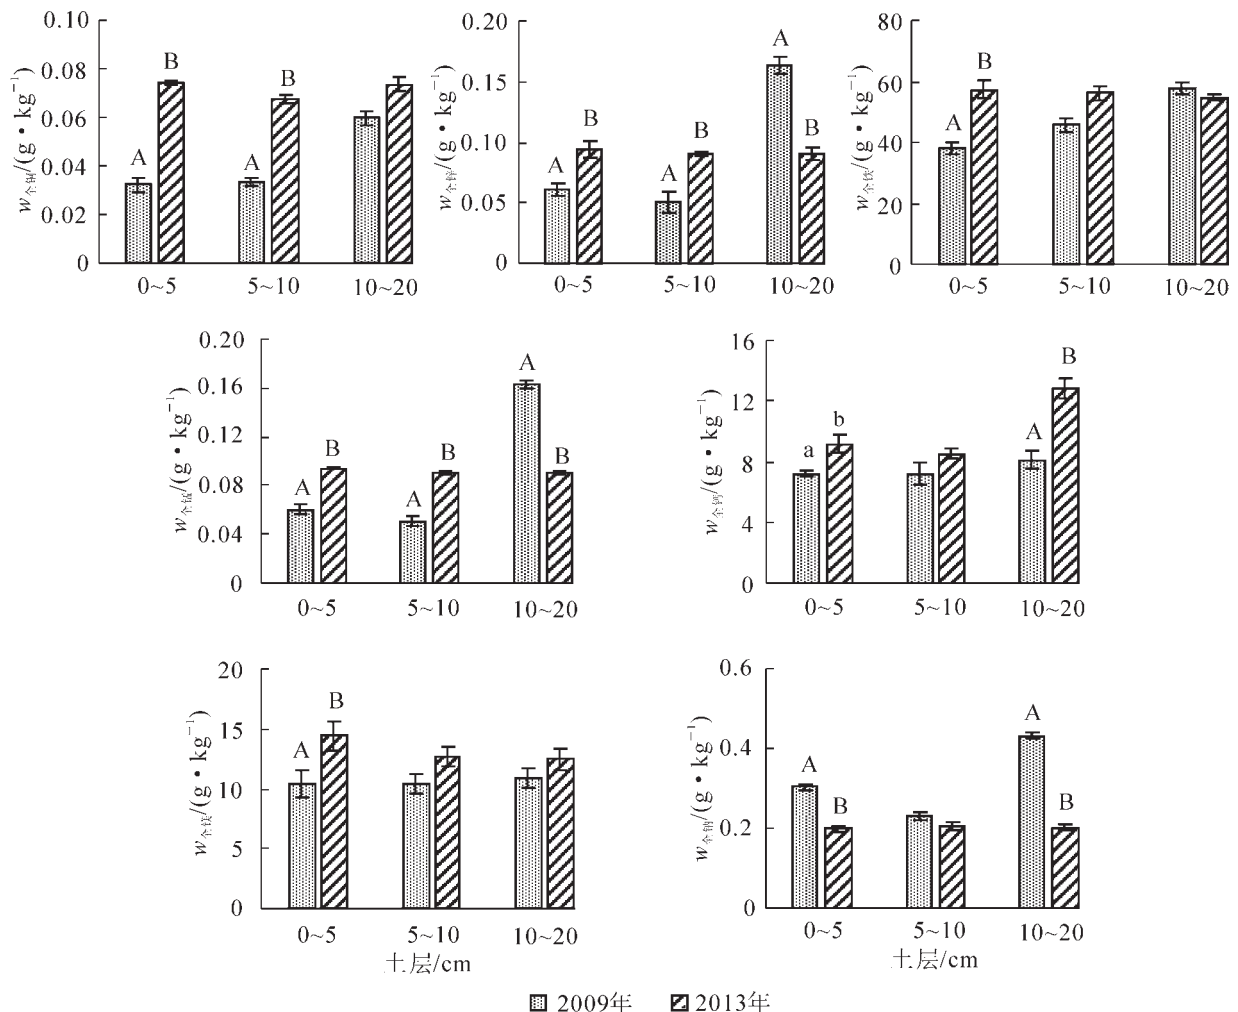 w全铜/(g·kg⁻¹)
0.10
0.08
0.06
0.04
0.02
0
A
B
A
B
0~5
5~10
10~20
w全锌/(g·kg⁻¹)
0.20
0.15
0.10
0.05
0
A
B
A
B
A
B
0~5
5~10
10~20
w全铁/(g·kg⁻¹)
80
60
40
20
0
A
B
0~5
5~10
10~20
w全锰/(g·kg⁻¹)
0.20
0.16
0.12
0.08
0.04
0
A
B
A
B
A
B
0~5
5~10
10~20
w全钙/(g·kg⁻¹)
16
12
8
4
0
a
b
A
B
0~5
5~10
10~20
w全镁/(g·kg⁻¹)
20
15
10
5
0
A
B
0~5
5~10
10~20
土层/cm
w全钠/(g·kg⁻¹)
0.6
0.4
0.2
0
A
B
A
B
0~5
5~10
10~20
土层/cm
2009年
2013年